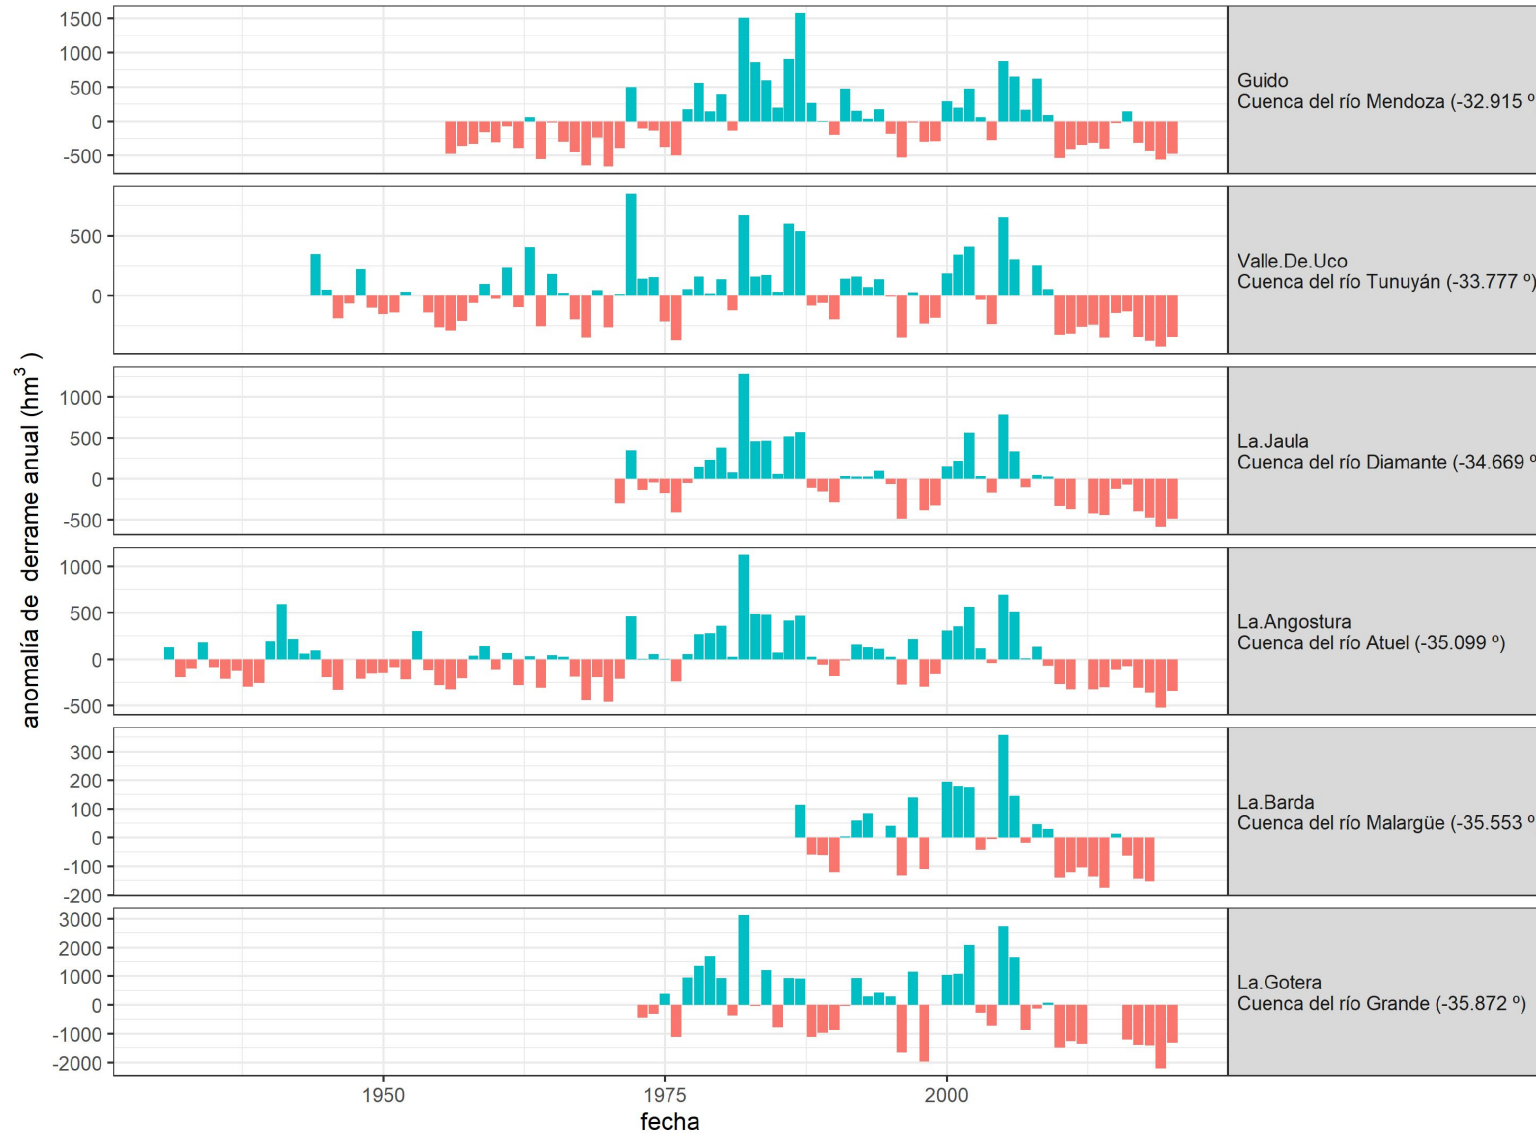 anomalía de derrame anual (hm³)
1500
1000
500
0
-500
Guido
Cuenca del río Mendoza (-32.915 º
500
0
Valle.De.Uco
Cuenca del río Tunuyán (-33.777 º)
1000
500
0
-500
La.Jaula
Cuenca del río Diamante (-34.669 º
1000
500
0
-500
La.Angostura
Cuenca del río Atuel (-35.099 º)
300
200
100
0
-100
-200
La.Barda
Cuenca del río Malargüe (-35.553 º
3000
2000
1000
0
-1000
-2000
La.Gotera
Cuenca del río Grande (-35.872 º)
1950 1975 2000
fecha